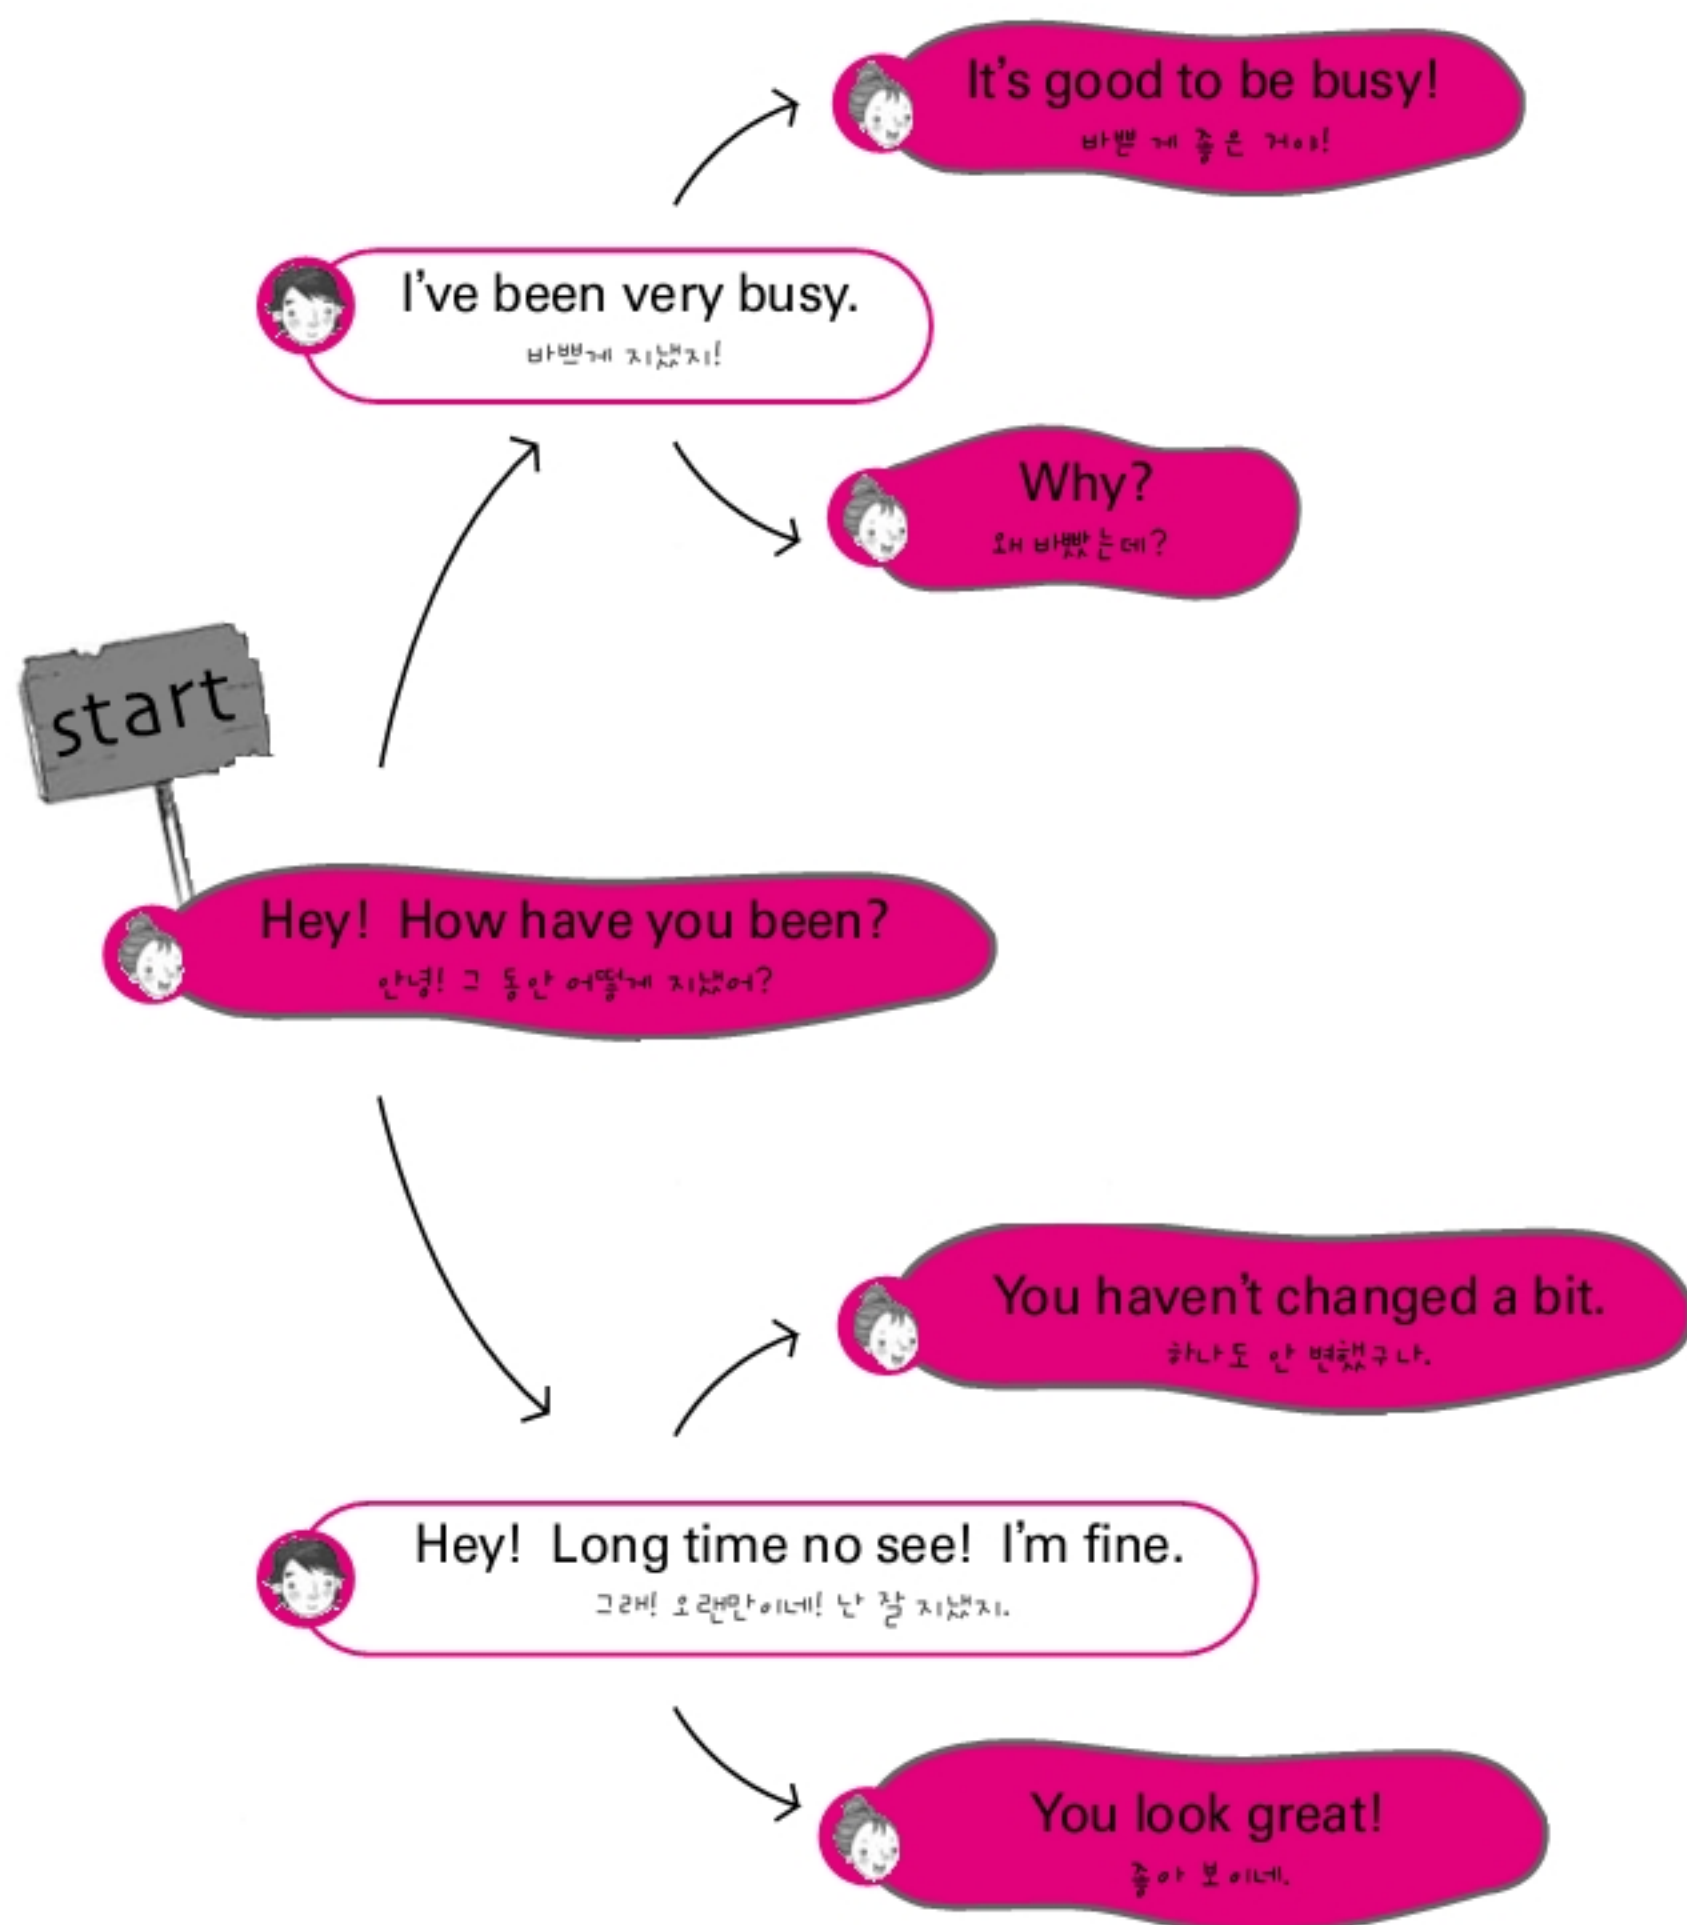 It's good to be busy!
바쁜 게 좋은 거야!
I've been very busy.
바쁘게 지냈지!
Why?
왜 바빴는데?
start
Hey! How have you been?
안녕! 그 동안 어떻게 지냈어?
You haven't changed a bit.
하나도 안 변했구나.
Hey! Long time no see! I'm fine.
그래! 오랜만이네! 난 잘 지냈지.
You look great!
좋아 보이네.